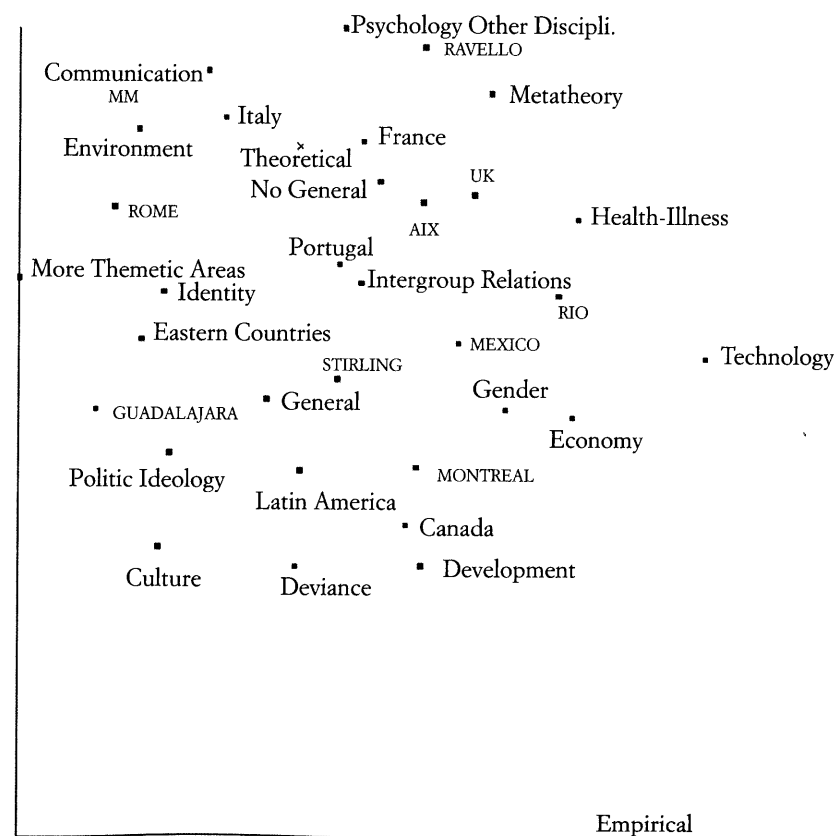 Psychology Other Discipli.
RAVELLO
Communication
MM
Metatheory
Italy
Environment
France
Theoretical
No General
UK
ROME
Health-Illness
AIX
Portugal
More Themetic Areas
Intergroup Relations
Identity
RIO
Eastern Countries
MEXICO
Technology
STIRLING
Gender
General
GUADALAJARA
Economy
Politic Ideology
MONTREAL
Latin America
Canada
Development
Culture
Deviance
Empirical